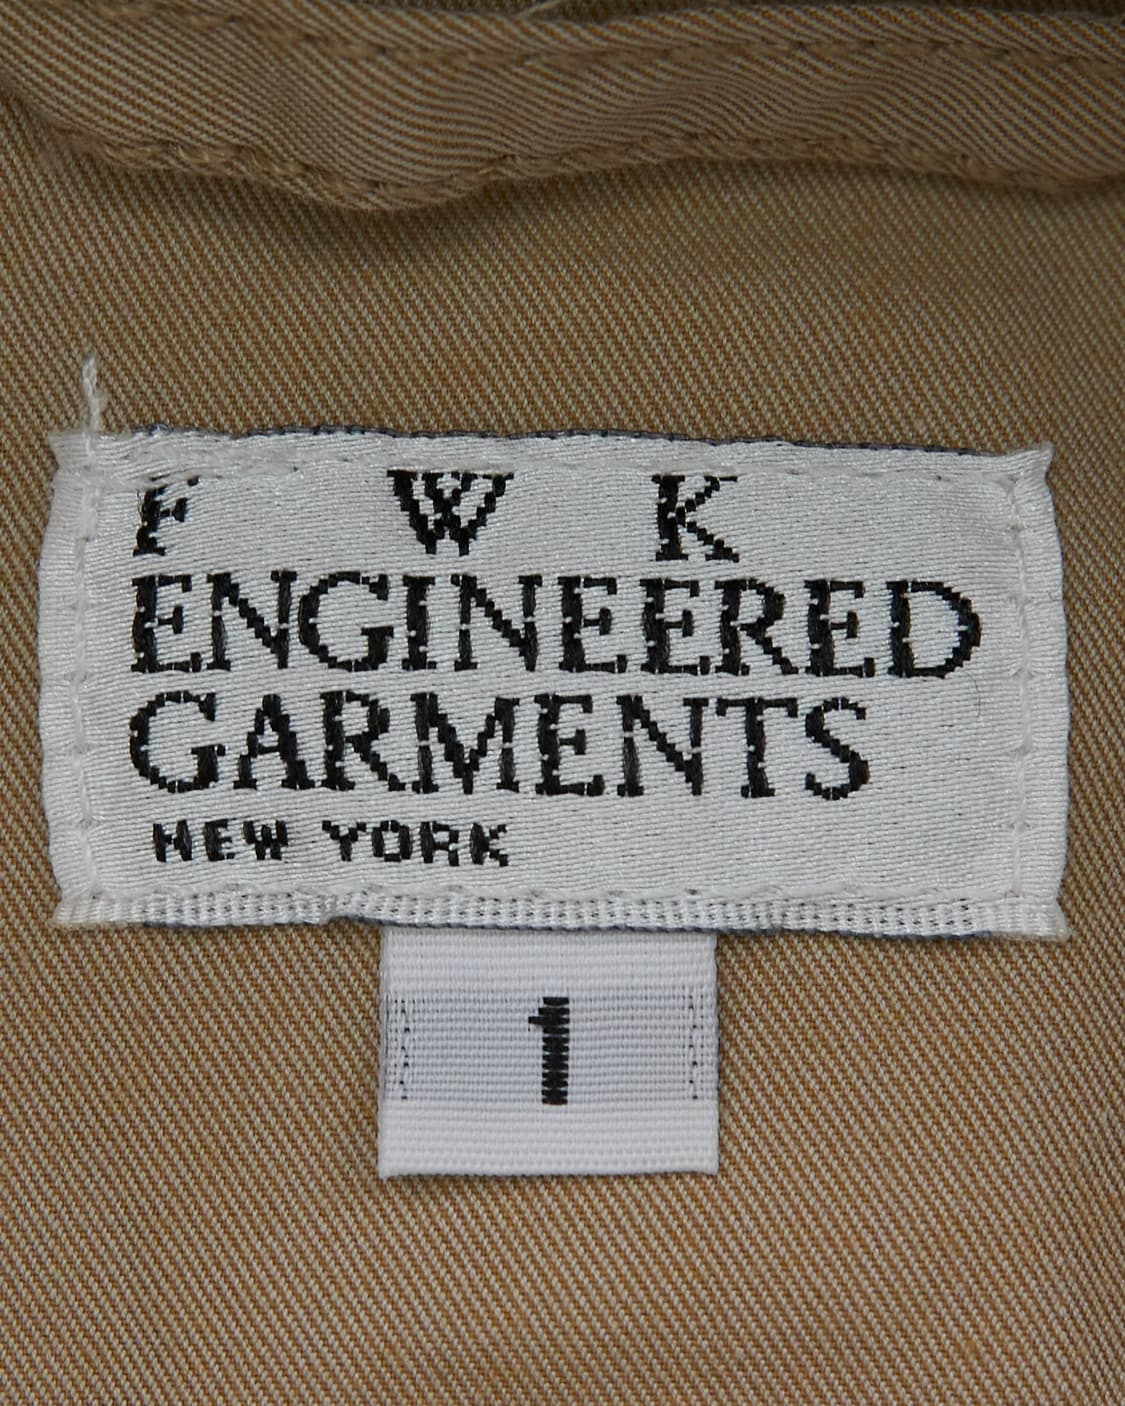 F W K
ENGINEERED
GARMENTS
NEW YORK
1